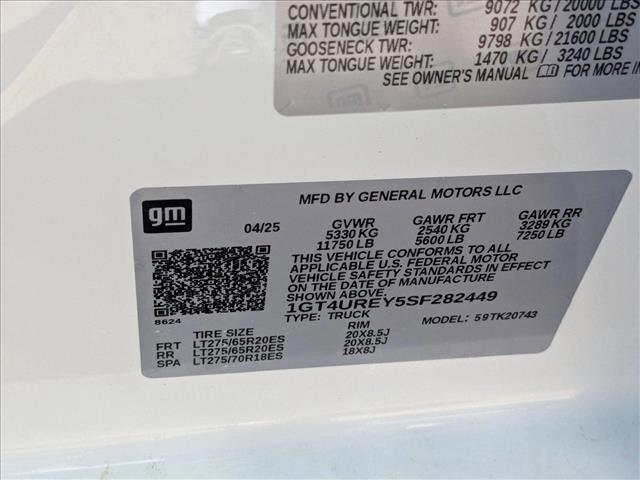 CONVENTIONAL TWR: 9072 KG/20000 LBS
MAX TONGUE WEIGHT: 907 KG/ 2000 LBS
GOOSENECK TWR: 9798 KG/21600 LBS
MAX TONGUE WEIGHT: 1470 KG/ 3240 LBS
SEE OWNER'S MANUAL FOR MORE IN
MFD BY GENERAL MOTORS LLC
gm
04/25 GVWR GAWR FRT GAWR RR
5330 KG 2540 KG 3289 KG
11750 LB 5600 LB 7250 LB
THIS VEHICLE CONFORMS TO ALL
APPLICABLE U.S. FEDERAL MOTOR
VEHICLE SAFETY STANDARDS IN EFFECT
ON THE DATE OF MANUFACTURE SHOWN ABOVE.
1GT4UREY5SF282449
TYPE: TRUCK MODEL: 59TK20743
8624
TIRE SIZE RIM
FRT LT275/65R20ES 20X8.5J
RR LT275/65R20ES 20X8.5J
SPA LT275/70R18ES 18X8J